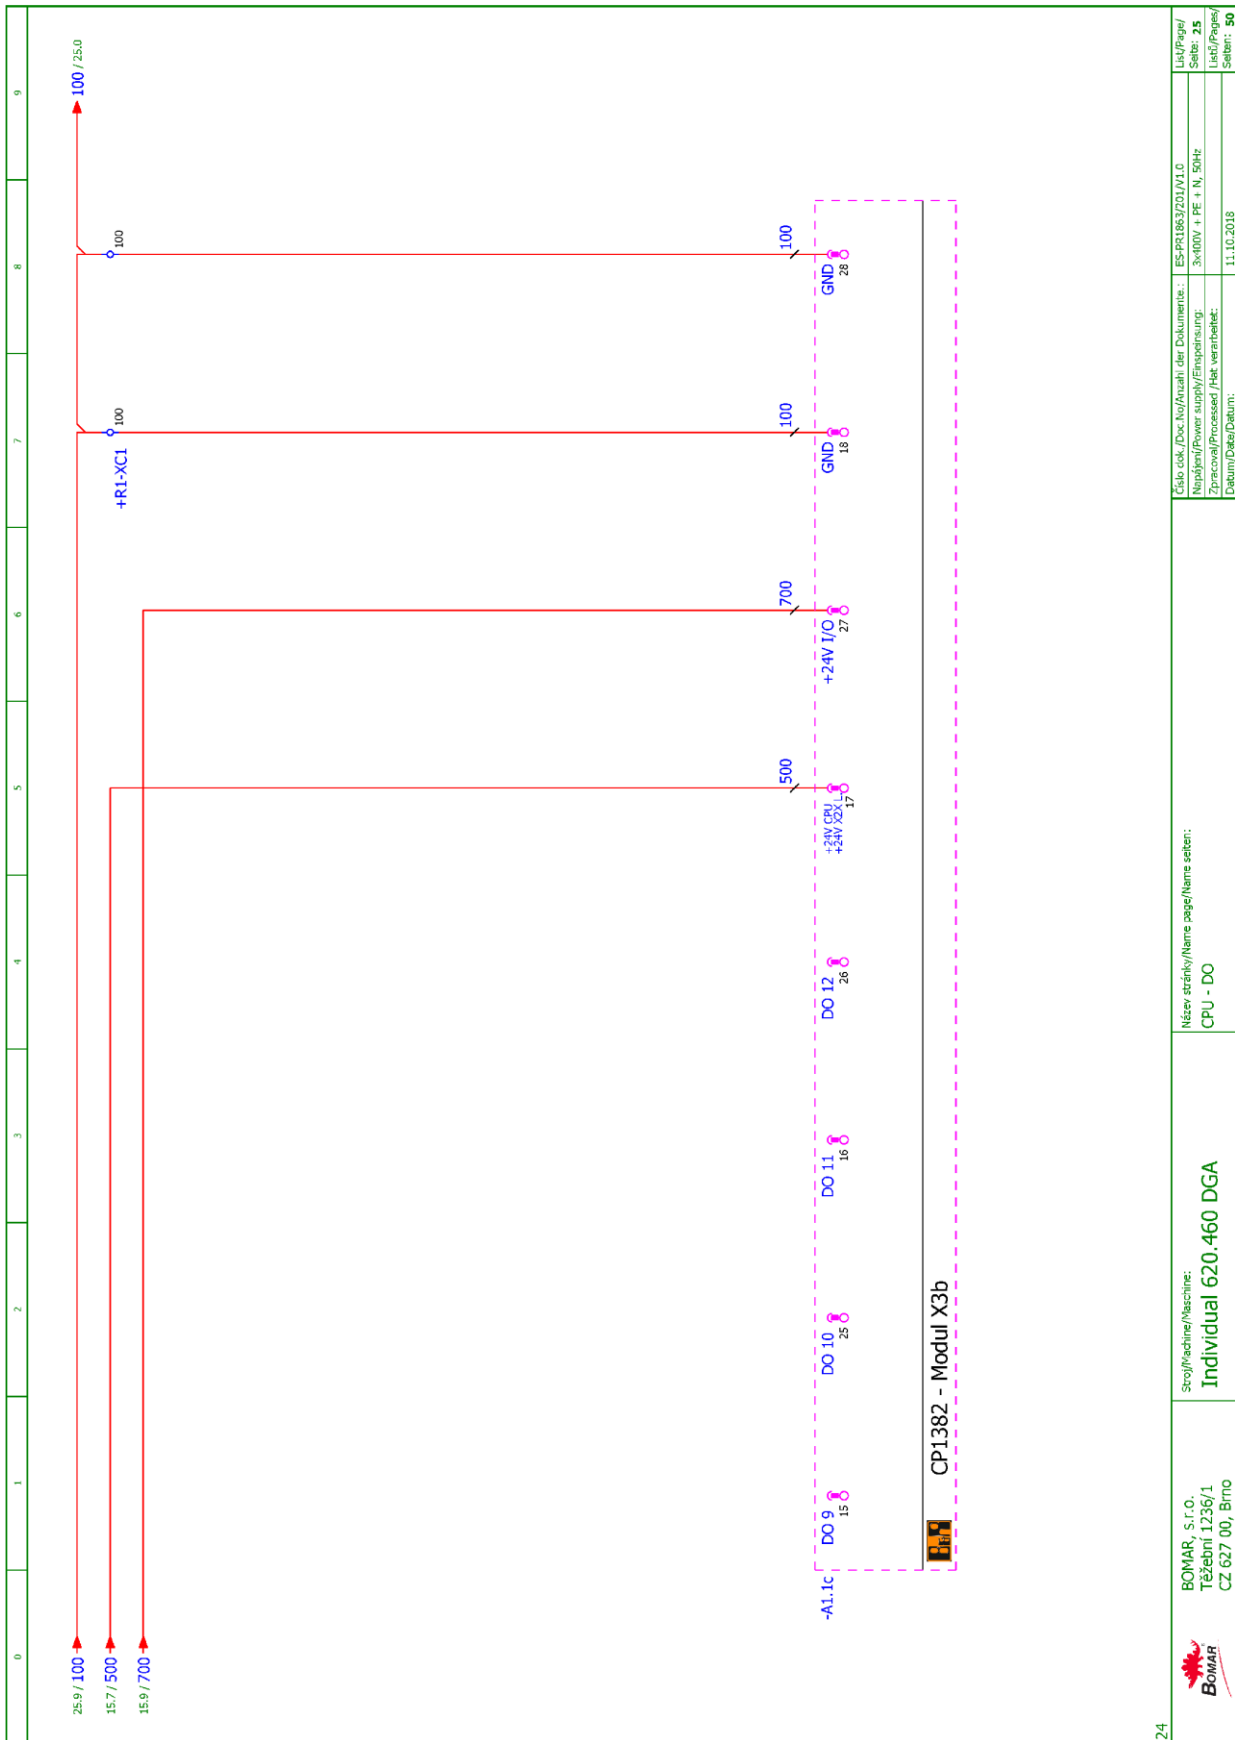 0 1 2 3 4 5 6 7 8 9
25.9 / 100
15.7 / 500
15.9 / 700
100 / 25.0
+R1-XC1
100
100
500
700
100
100
-A1.1c
DO 9
15
DO 10
25
DO 11
16
DO 12
26
+24V CPU
+24V X2X L.
17
+24V I/O
27
GND
18
GND
28
B&R
CP1382 - Modul X3b
24
BOMAR
BOMAR, s.r.o.
Těžební 1236/1
CZ 627 00, Brno
Stroj/Machine/Maschine:
Individual 620.460 DGA
Název stránky/Name page/Name seiten:
CPU - DO
Číslo dok./Doc.No/Anzahl der Dokumente.:
ES-PR1863/201/V1.0
Napájení/Power supply/Einspeinsung:
3x400V + PE + N, 50Hz
Zpracoval/Processed /Hat verarbeitet:
Datum/Date/Datum:
11.10.2018
List/Page/
Seite: 25
Listů/Pages/
Seiten: 50